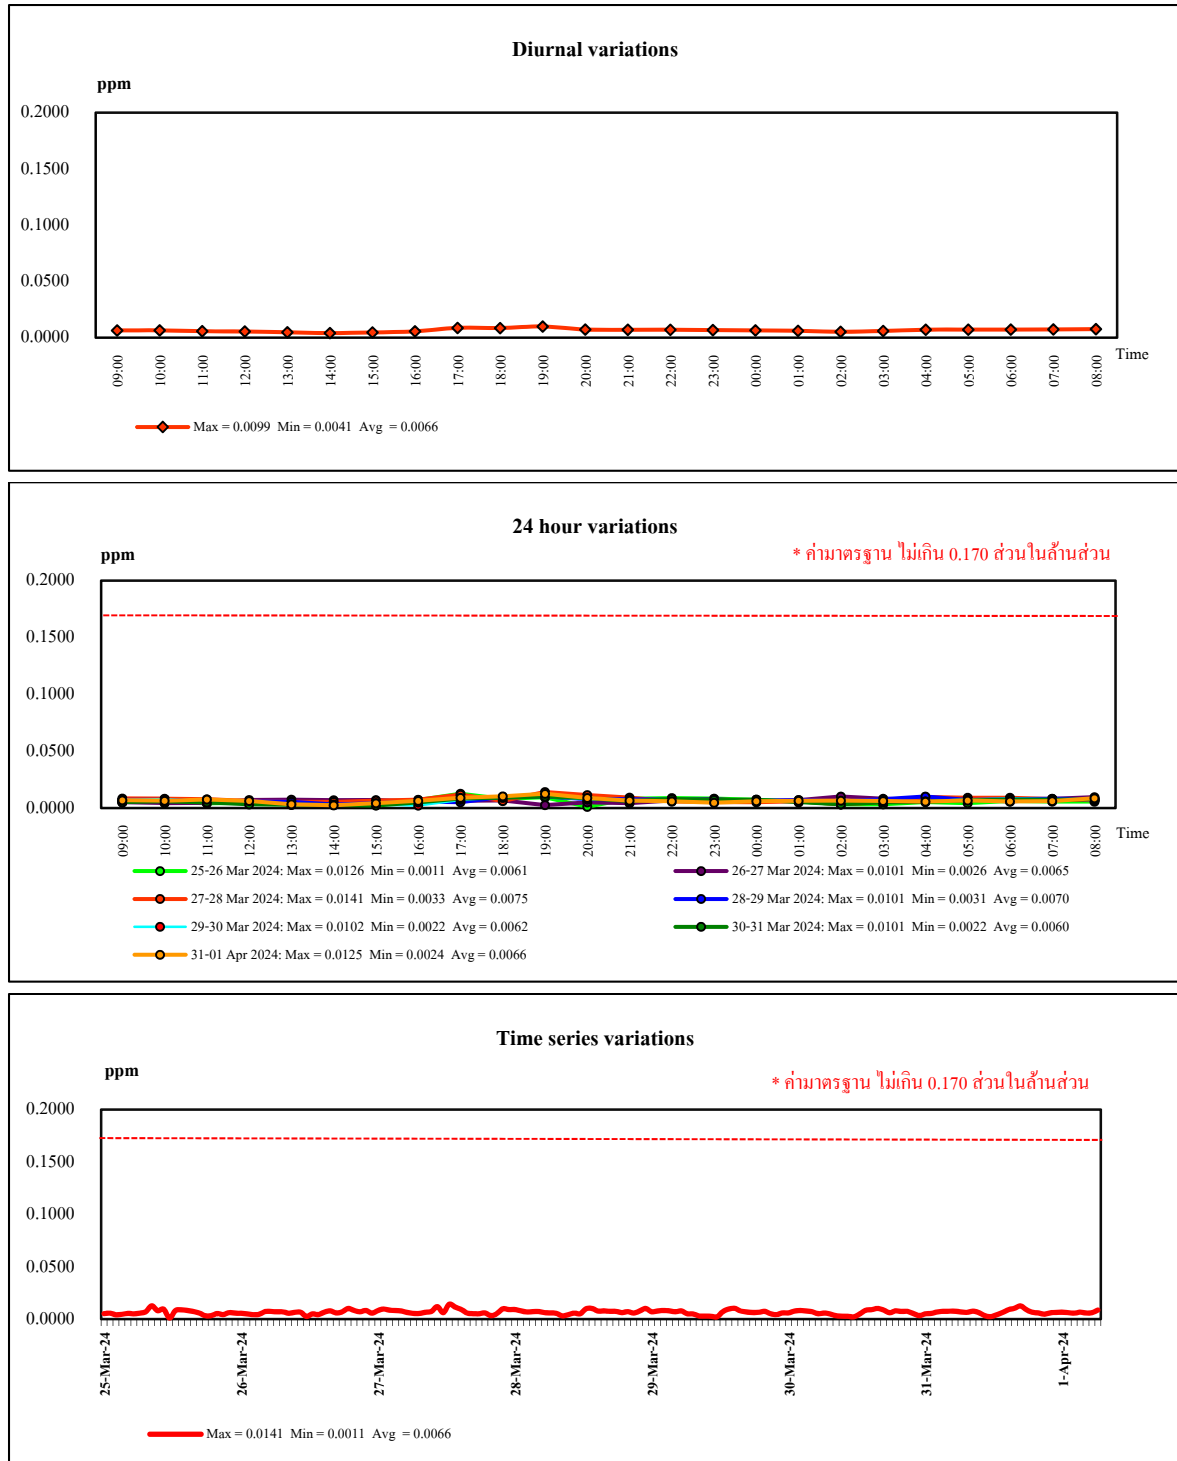 Diurnal variations
ppm
0.2000
0.1500
0.1000
0.0500
0.0000
09:00 10:00 11:00 12:00 13:00 14:00 15:00 16:00 17:00 18:00 19:00 20:00 21:00 22:00 23:00 00:00 01:00 02:00 03:00 04:00 05:00 06:00 07:00 08:00
Time
Max = 0.0099 Min = 0.0041 Avg = 0.0066
24 hour variations
ppm
* ค่ามาตรฐาน ไม่เกิน 0.170 ส่วนในล้านส่วน
0.2000
0.1500
0.1000
0.0500
0.0000
09:00 10:00 11:00 12:00 13:00 14:00 15:00 16:00 17:00 18:00 19:00 20:00 21:00 22:00 23:00 00:00 01:00 02:00 03:00 04:00 05:00 06:00 07:00 08:00
Time
25-26 Mar 2024: Max = 0.0126 Min = 0.0011 Avg = 0.0061
26-27 Mar 2024: Max = 0.0101 Min = 0.0026 Avg = 0.0065
27-28 Mar 2024: Max = 0.0141 Min = 0.0033 Avg = 0.0075
28-29 Mar 2024: Max = 0.0101 Min = 0.0031 Avg = 0.0070
29-30 Mar 2024: Max = 0.0102 Min = 0.0022 Avg = 0.0062
30-31 Mar 2024: Max = 0.0101 Min = 0.0022 Avg = 0.0060
31-01 Apr 2024: Max = 0.0125 Min = 0.0024 Avg = 0.0066
Time series variations
ppm
* ค่ามาตรฐาน ไม่เกิน 0.170 ส่วนในล้านส่วน
0.2000
0.1500
0.1000
0.0500
0.0000
25-Mar-24 26-Mar-24 27-Mar-24 28-Mar-24 29-Mar-24 30-Mar-24 31-Mar-24 1-Apr-24
Max = 0.0141 Min = 0.0011 Avg = 0.0066